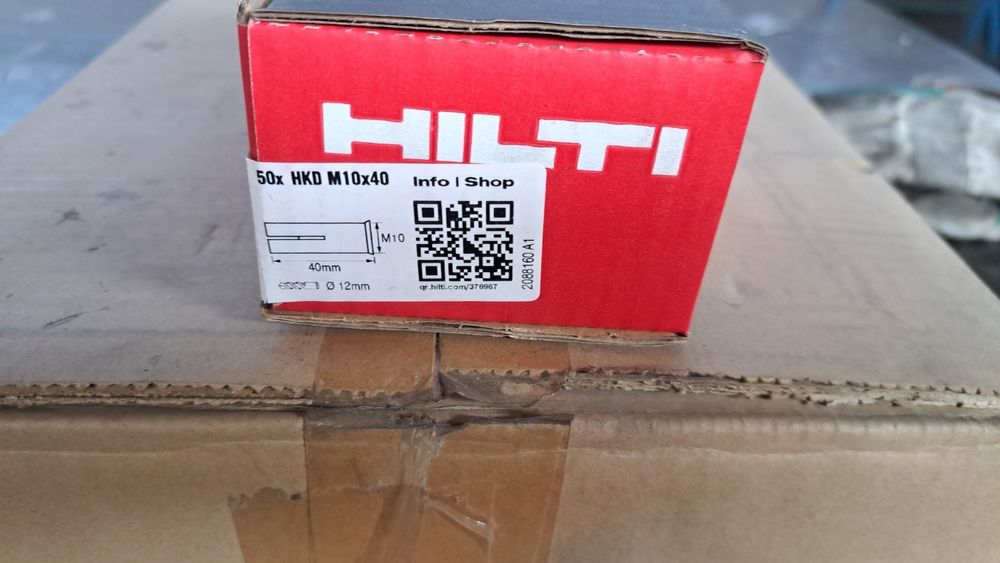 HILTI
50x HKD M10x40
Info | Shop
M10
40mm
Ø 12mm
qr.hilti.com/376967
2088160 A1